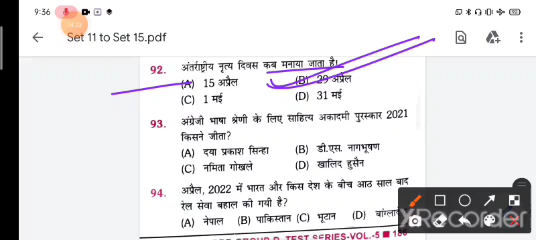 9:36
Set 11 to Set 15.pdf
92. अंतर्राष्ट्रीय नृत्य दिवस कब मनाया जाता है।
(A) 15 अप्रैल (B) 29 अप्रैल
(C) 1 मई (D) 31 मई
93. अंग्रेजी भाषा श्रेणी के लिए साहित्य अकादमी पुरस्कार 2021
किसने जीता?
(A) दया प्रकाश सिन्हा (B) डी.एस. नागभूषण
(C) नमिता गोखले (D) खालिद हुसैन
94. अप्रैल, 2022 में भारत और किस देश के बीच आठ साल बाद
रेल सेवा बहाल की गयी है?
(A) नेपाल (B) पाकिस्तान (C) भूटान (D)
GROUP D TEST SERIES-VOL.-5
XRecorder